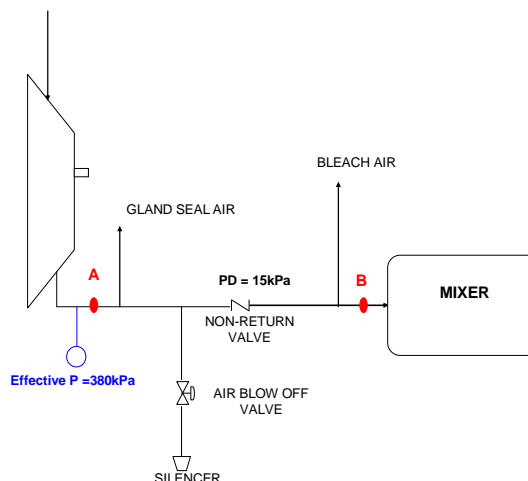 BLEACH AIR
GLAND SEAL AIR
A
PD = 15kPa
B
MIXER
NON-RETURN
VALVE
Effective P =380kPa
AIR BLOW OFF
VALVE
SILENCER